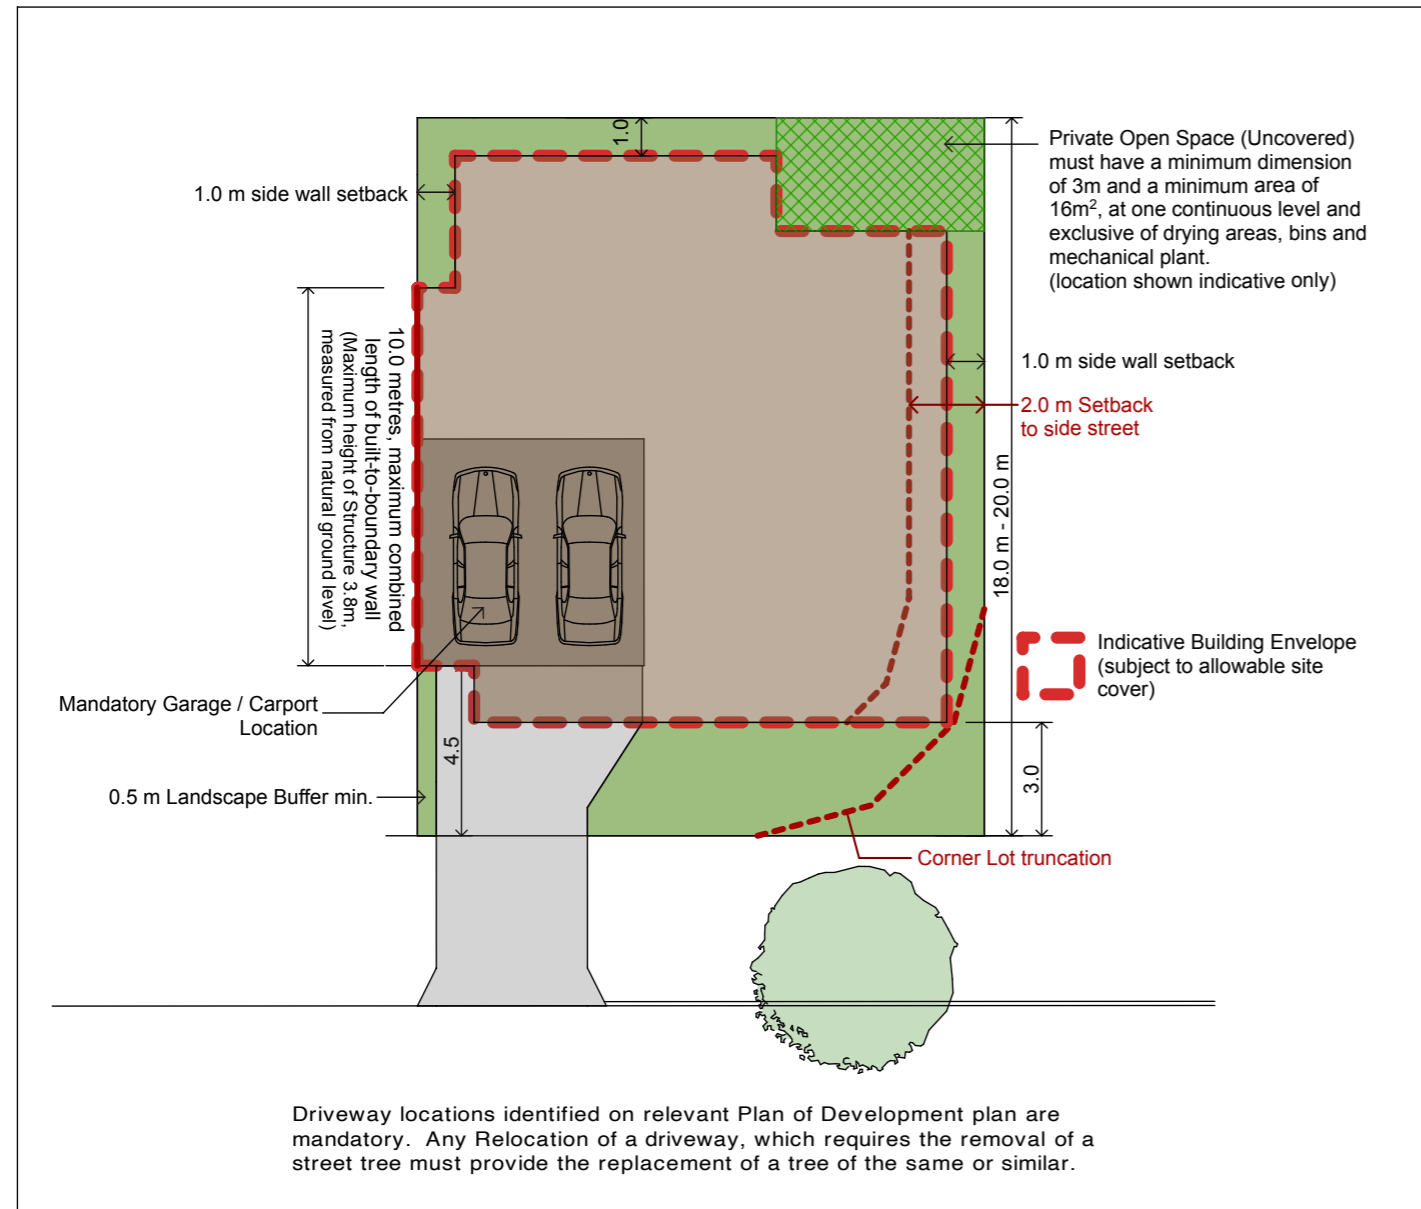 1.0
Private Open Space (Uncovered)
must have a minimum dimension
of 3m and a minimum area of
16m², at one continuous level and
exclusive of drying areas, bins and
mechanical plant.
(location shown indicative only)
1.0 m side wall setback
10.0 metres, maximum combined
length of built-to-boundary wall
(Maximum height of Structure 3.8m,
measured from natural ground level)
1.0 m side wall setback
2.0 m Setback
to side street
18.0 m - 20.0 m
Indicative Building Envelope
(subject to allowable site
cover)
Mandatory Garage / Carport
Location
4.5
3.0
0.5 m Landscape Buffer min.
Corner Lot truncation
Driveway locations identified on relevant Plan of Development plan are
mandatory. Any Relocation of a driveway, which requires the removal of a
street tree must provide the replacement of a tree of the same or similar.